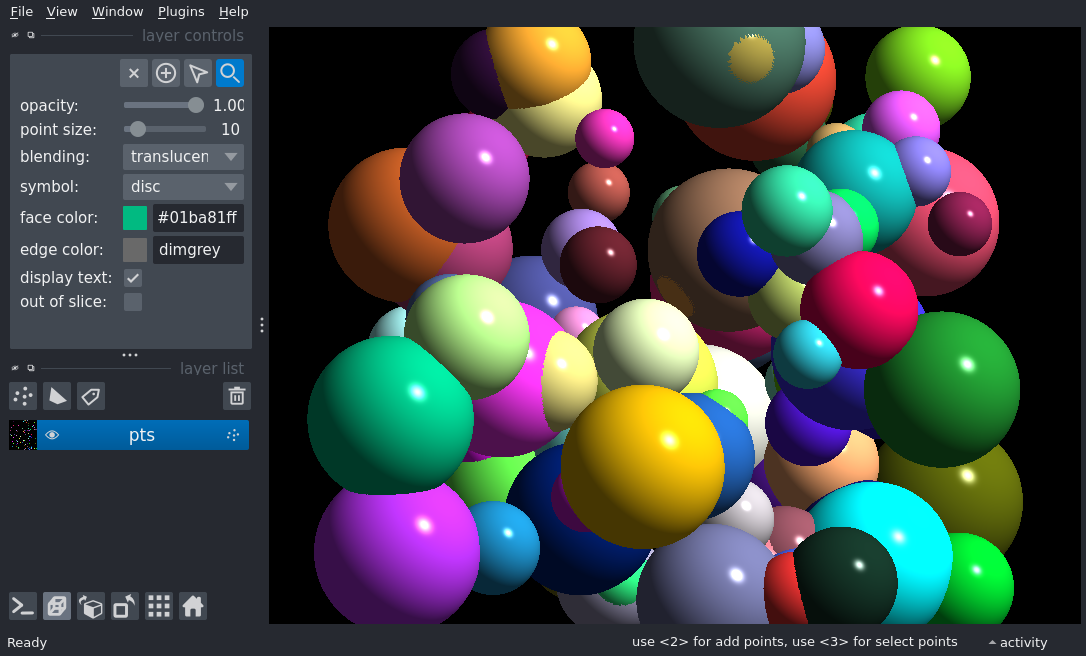 File View Window Plugins Help
layer controls
opacity: 1.00
point size: 10
blending: translucen
symbol: disc
face color: #01ba81ff
edge color: dimgrey
display text:
out of slice:
layer list
pts
Ready use <2> for add points, use <3> for select points activity